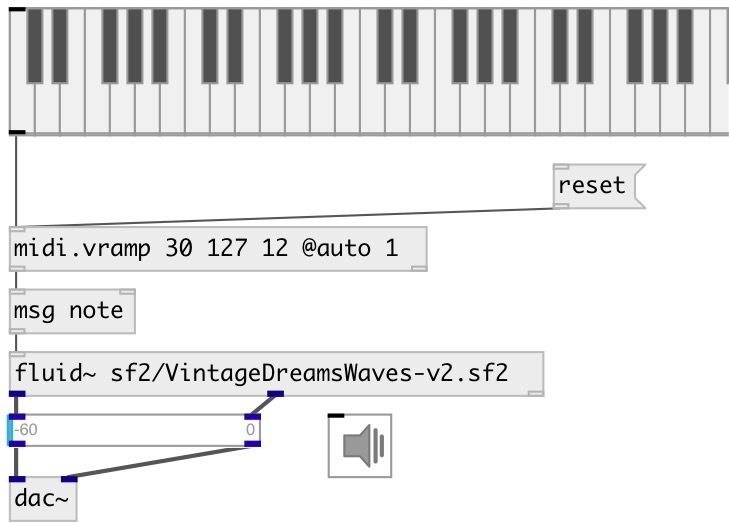 reset
midi.vramp 30 127 12 @auto 1
msg note
fluid~ sf2/VintageDreamsWaves-v2.sf2
-60 0
dac~